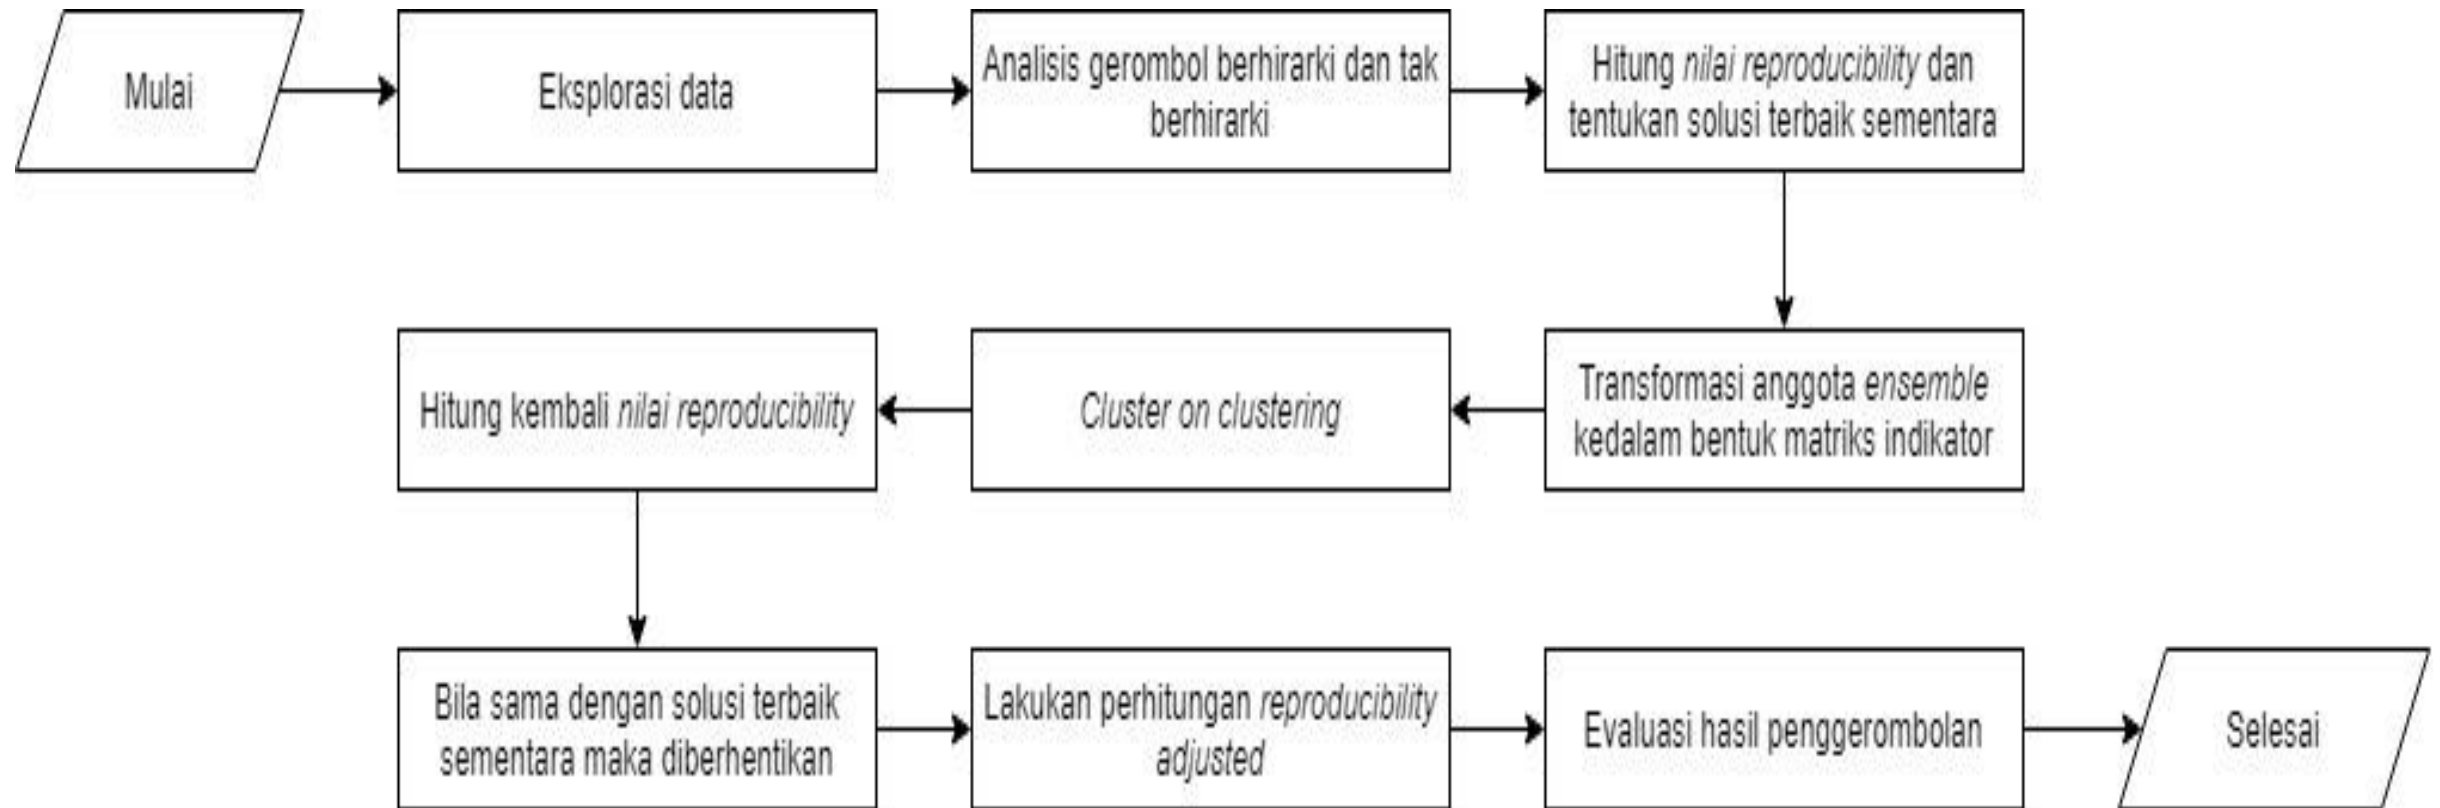 Mulai
Eksplorasi data
Analisis gerombol berhirarki dan tak
berhirarki
Hitung nilai reproducibility dan
tentukan solusi terbaik sementara
Transformasi anggota ensemble
kedalam bentuk matriks indikator
Cluster on clustering
Hitung kembali nilai reproducibility
Bila sama dengan solusi terbaik
sementara maka diberhentikan
Lakukan perhitungan reproducibility
adjusted
Evaluasi hasil penggerombolan
Selesai